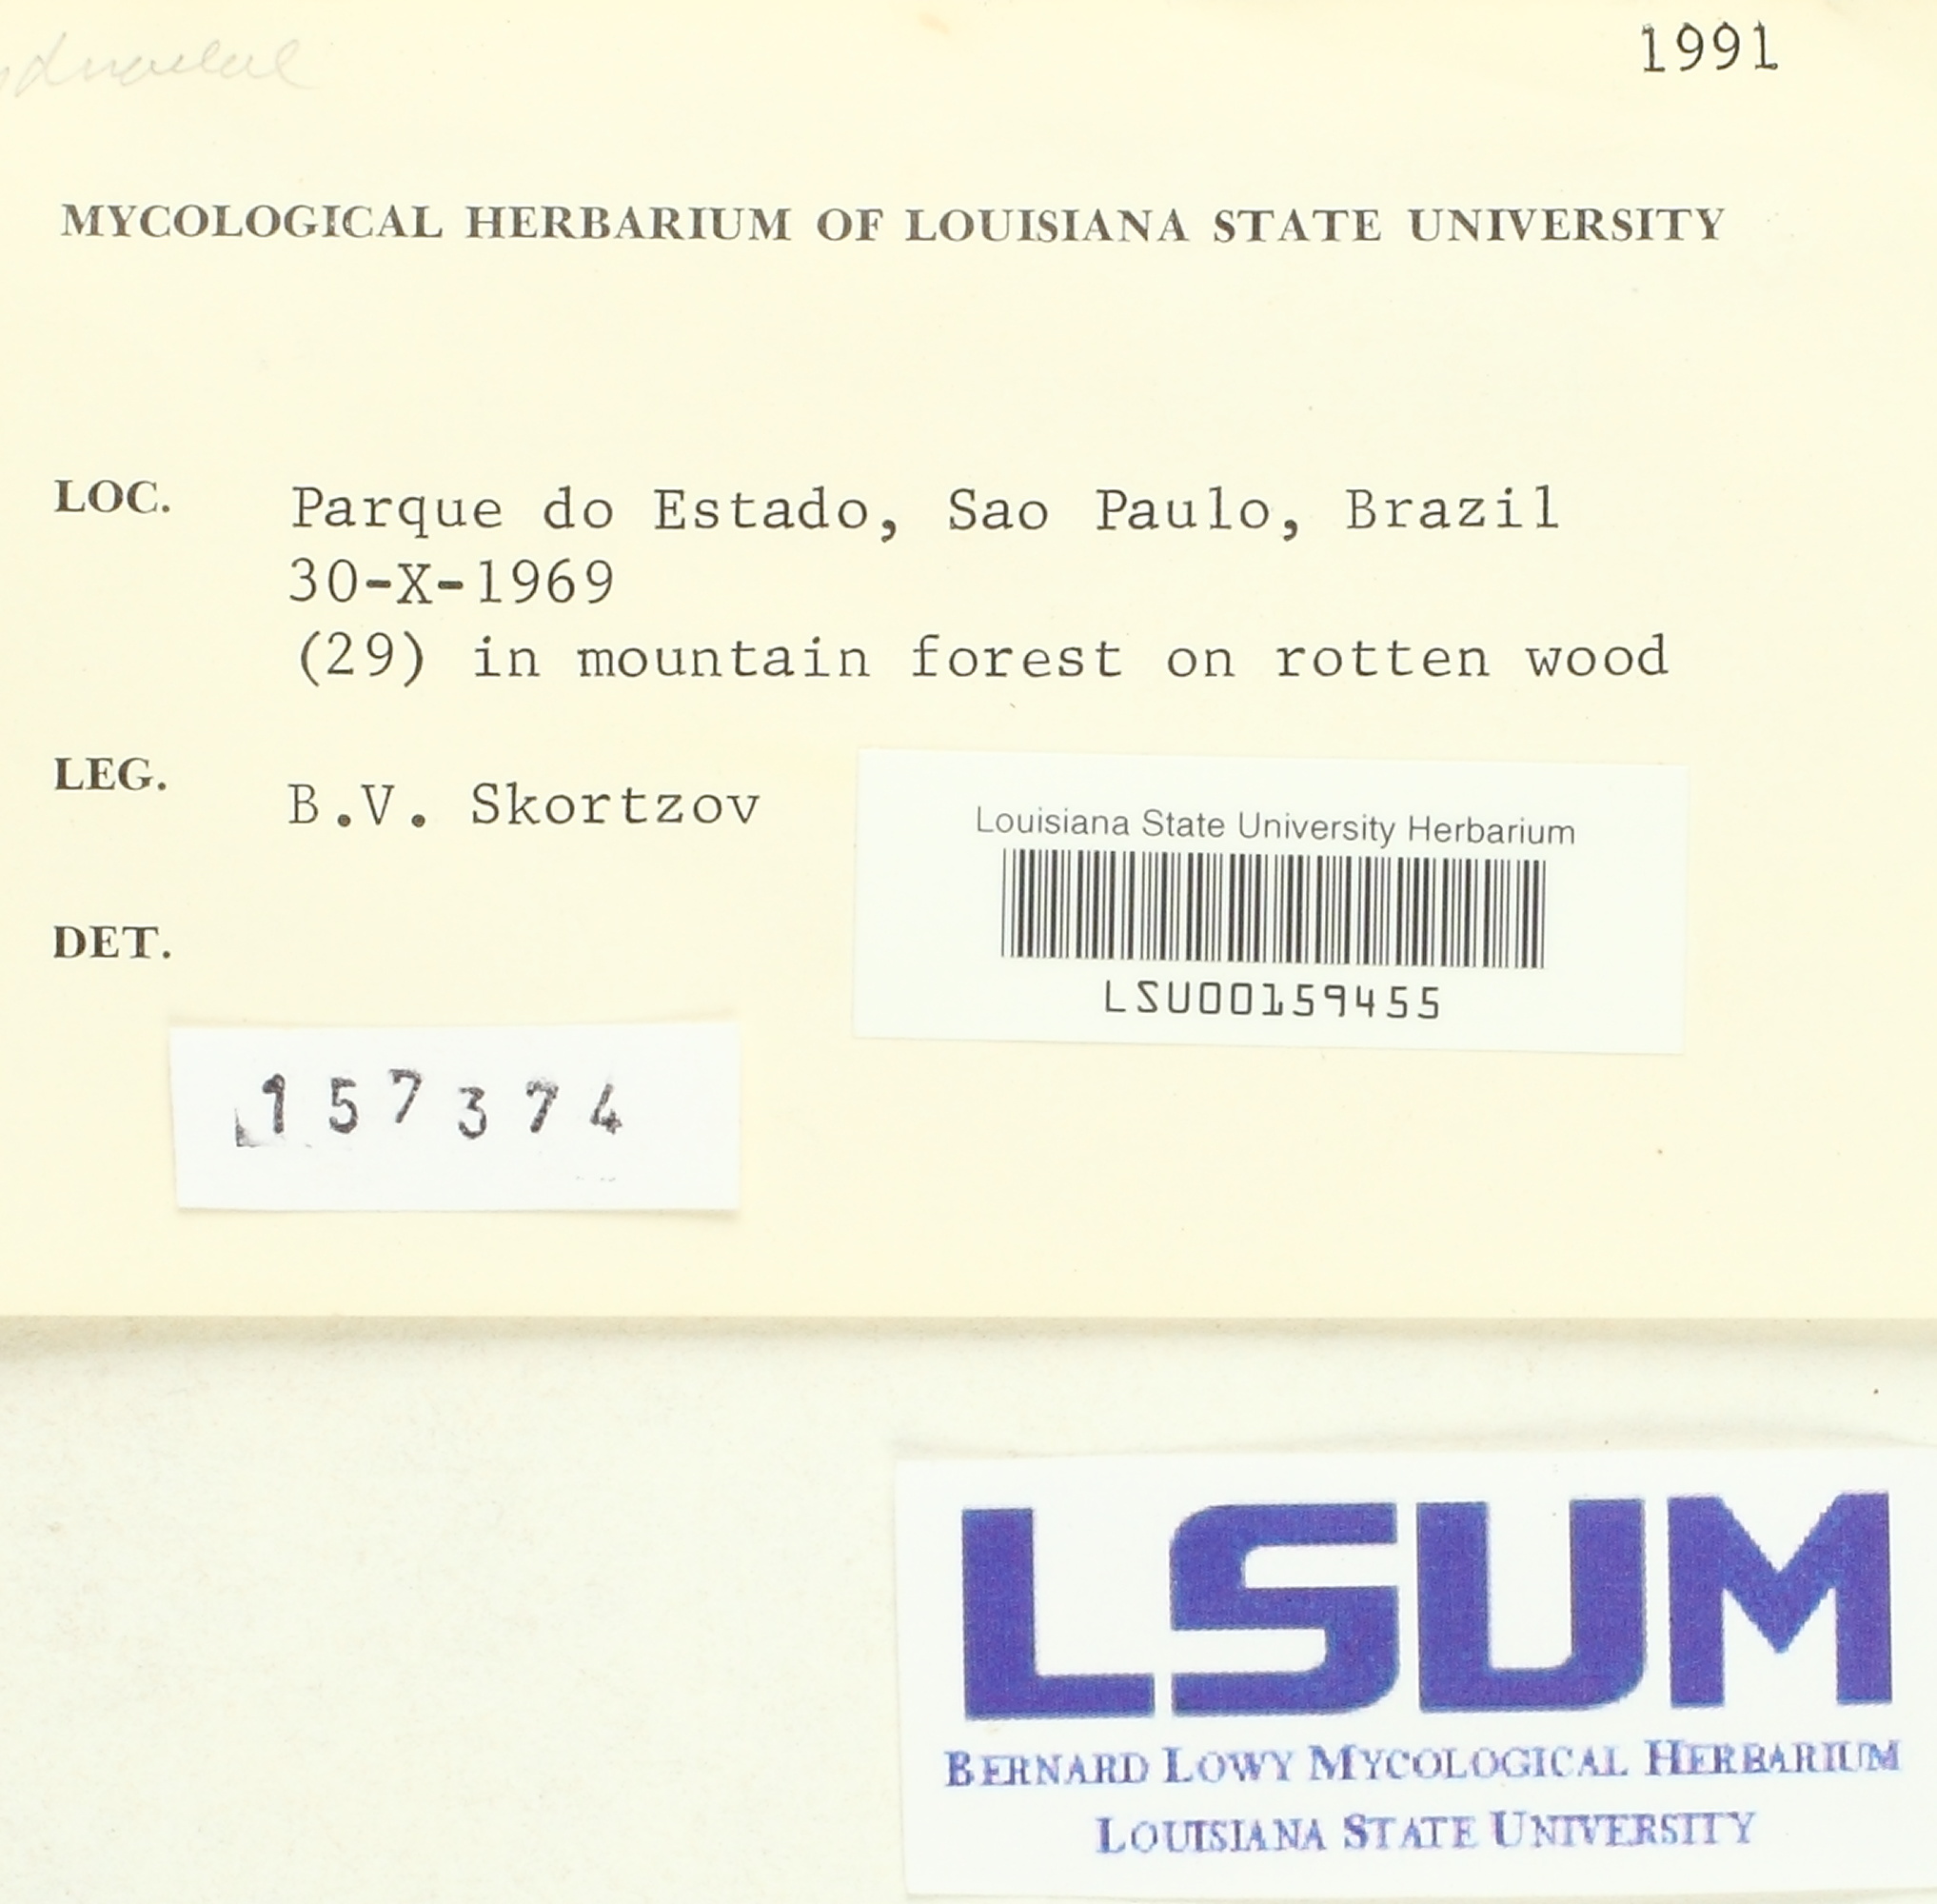 1991
MYCOLOGICAL HERBARIUM OF LOUISIANA STATE UNIVERSITY
LOC. Parque do Estado, Sao Paulo, Brazil
30-X-1969
(29) in mountain forest on rotten wood
LEG. B.V. Skortzov
Louisiana State University Herbarium
LSU00159455
DET.
157374
LSUM
BERNARD LOWY MYCOLOGICAL HERBARIUM
LOUISIANA STATE UNIVERSITY